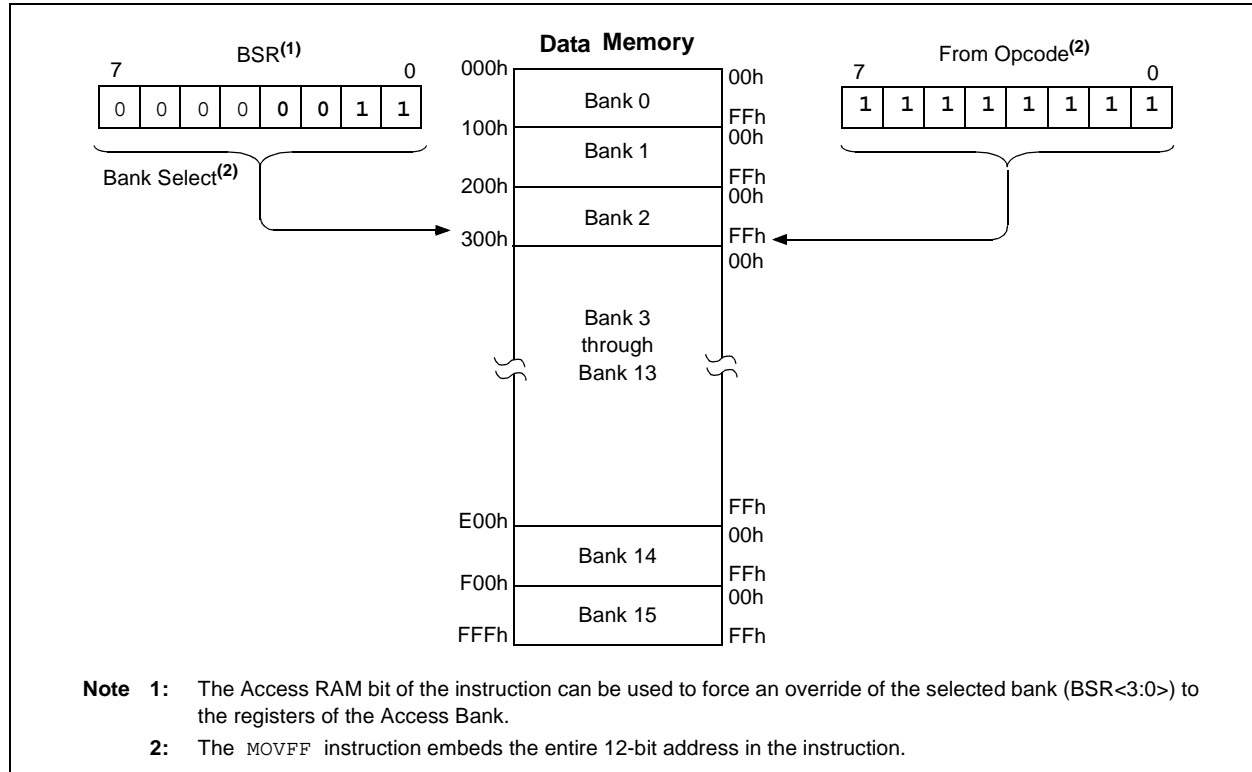 Data Memory
BSR(1)
7 0
0 0 0 0 0 0 1 1
Bank Select(2)
From Opcode(2)
7 0
1 1 1 1 1 1 1 1
000h Bank 0 00h
FFh
100h Bank 1 00h
FFh
200h Bank 2 00h
FFh
300h
00h
Bank 3
through
Bank 13
FFh
E00h Bank 14 00h
FFh
F00h Bank 15 00h
FFFh FFh
Note 1: The Access RAM bit of the instruction can be used to force an override of the selected bank (BSR<3:0>) to
the registers of the Access Bank.
2: The MOVFF instruction embeds the entire 12-bit address in the instruction.